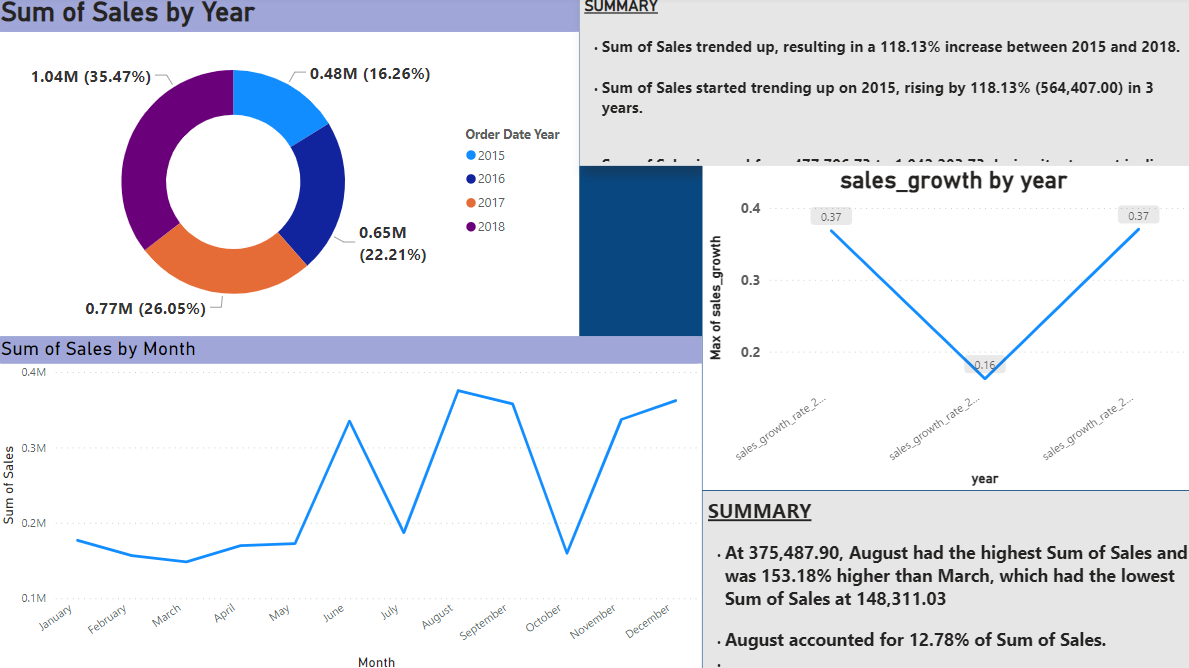 Sum of Sales by Year
1.04M (35.47%)
0.48M (16.26%)
0.65M
(22.21%)
0.77M (26.05%)
Order Date Year
2015
2016
2017
2018
SUMMARY
· Sum of Sales trended up, resulting in a 118.13% increase between 2015 and 2018.
· Sum of Sales started trending up on 2015, rising by 118.13% (564,407.00) in 3
years.
sales_growth by year
Max of sales_growth
0.4
0.3
0.2
0.37
0.16
0.37
sales_growth_rate_2...
sales_growth_rate_2...
sales_growth_rate_2...
year
Sum of Sales by Month
Sum of Sales
0.4M
0.3M
0.2M
0.1M
January
February
March
April
May
June
July
August
September
October
November
December
Month
SUMMARY
· At 375,487.90, August had the highest Sum of Sales and
was 153.18% higher than March, which had the lowest
Sum of Sales at 148,311.03
· August accounted for 12.78% of Sum of Sales.